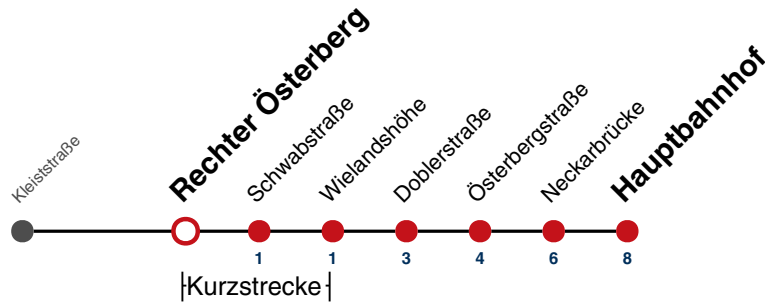 Kleiststraße
Rechter Österberg
Schwabstraße
Wielandshöhe
Doblerstraße
Österbergstraße
Neckarbrücke
Hauptbahnhof
1 1 3 4 6 8
Kurzstrecke